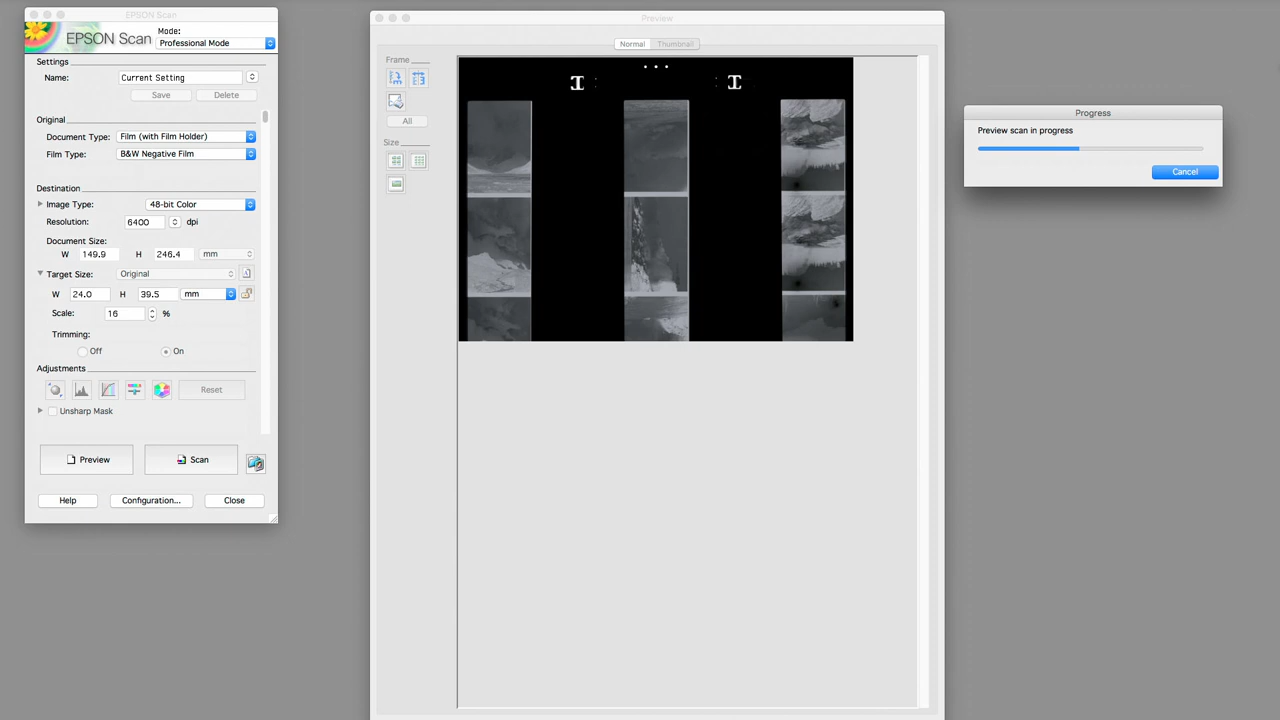 EPSON Scan
EPSON Scan
Mode:
Professional Mode
Settings
Name:
Current Setting
Save
Delete
Original
Document Type:
Film (with Film Holder)
Film Type:
B&W Negative Film
Destination
Image Type:
48-bit Color
Resolution:
6400
dpi
Document Size:
W 149.9 H 246.4 mm
Target Size:
Original
W 24.0 H 39.5 mm
Scale:
16 %
Trimming:
Off
On
Adjustments
Reset
Unsharp Mask
Preview
Scan
Help
Configuration...
Close
Preview
Normal
Thumbnail
Frame
All
Size
Progress
Preview scan in progress
Cancel